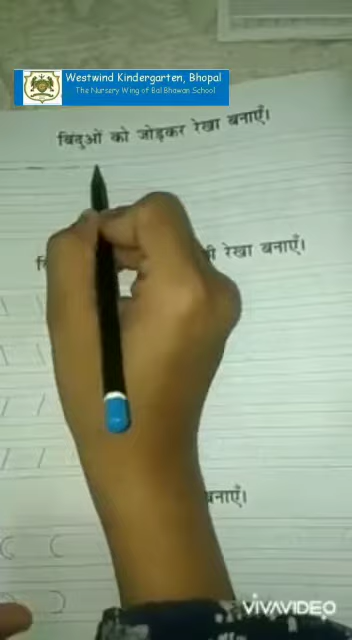 Westwind Kindergarten, Bhopal
The Nursery Wing of Bal Bhawan School
बिंदुओं को जोड़कर रेखा बनाएँ।
रेखा बनाएँ।
बनाएँ।
VIVAVIDEO